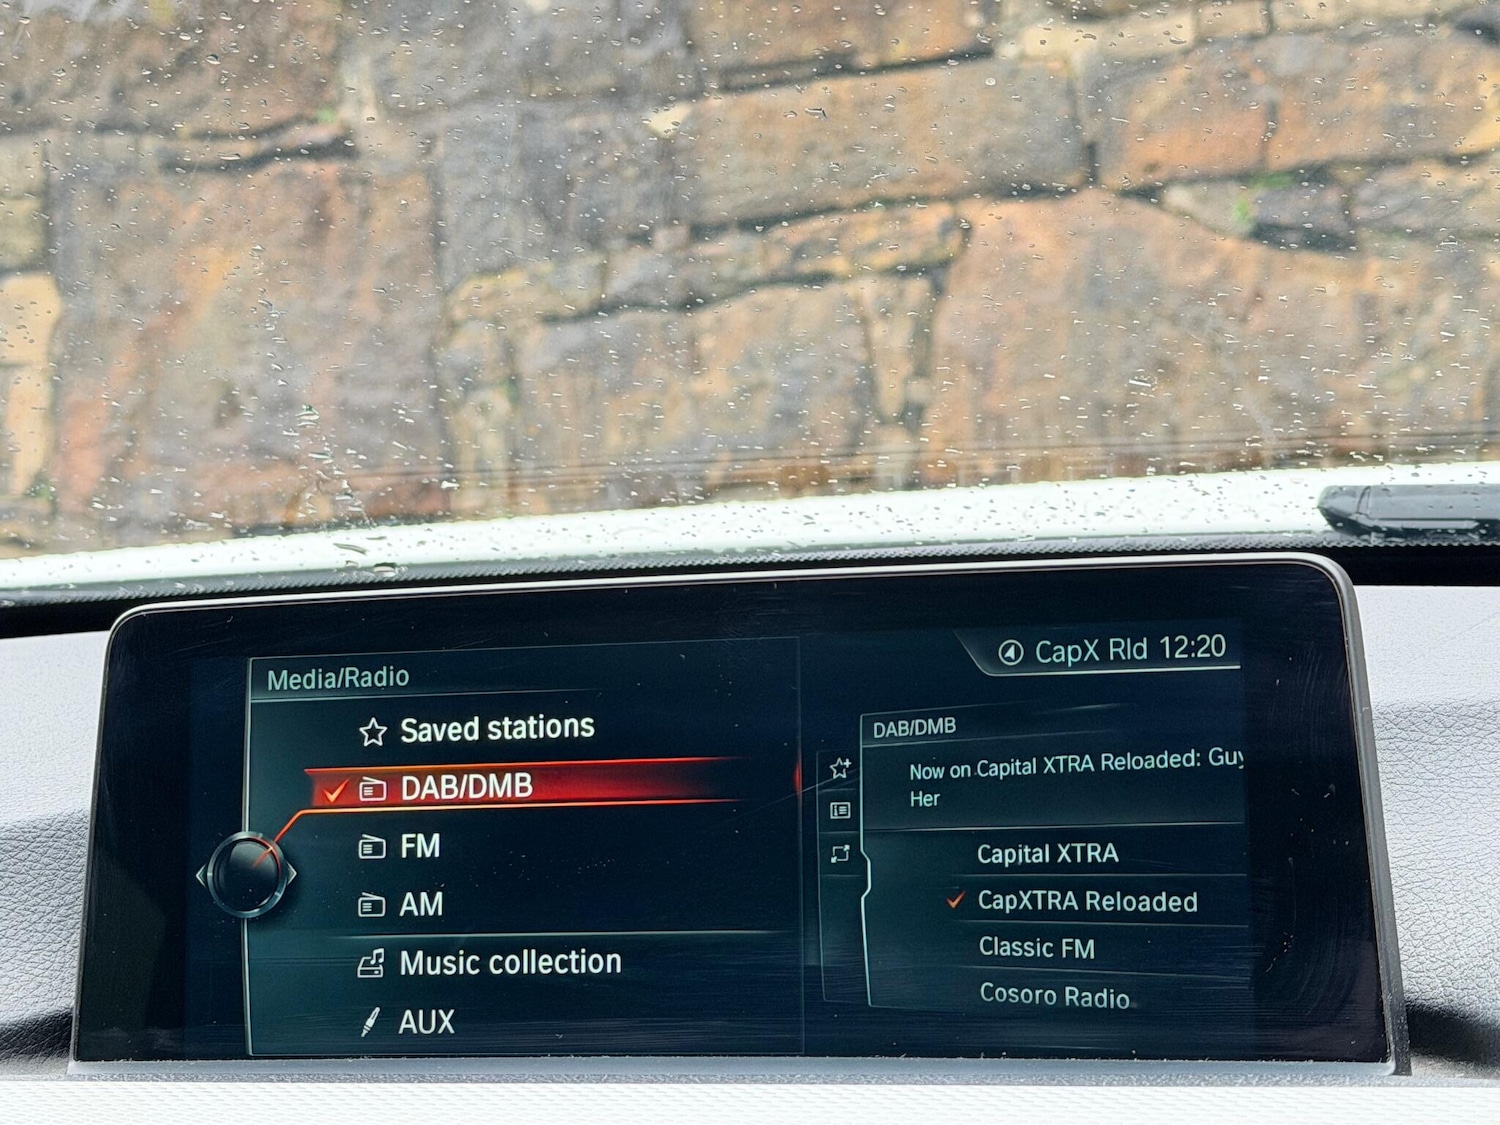 Media/Radio
Saved stations
DAB/DMB
FM
AM
Music collection
AUX
CapX Rld 12:20
DAB/DMB
Now on Capital XTRA Reloaded: Guy
Her
Capital XTRA
CapXTRA Reloaded
Classic FM
Cosoro Radio